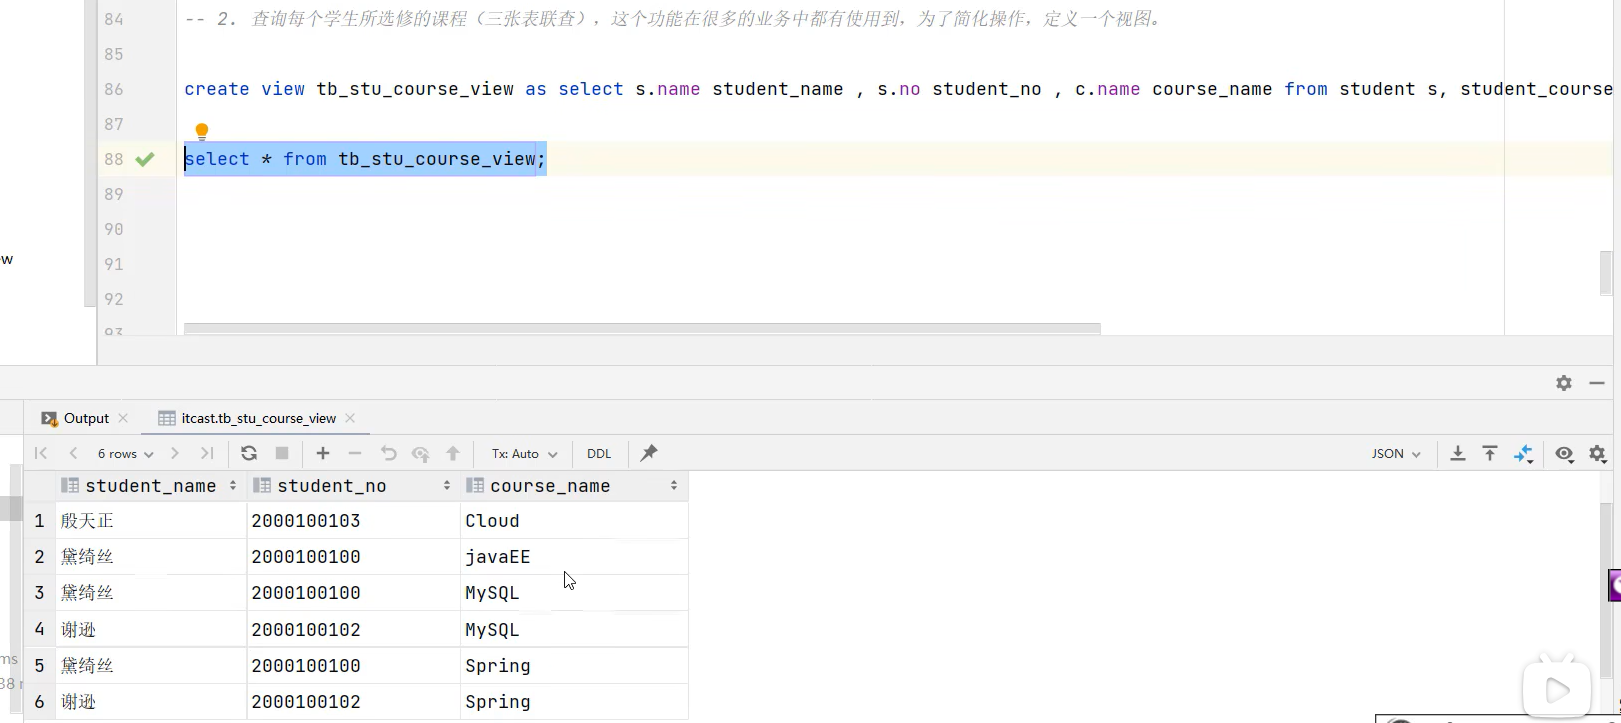 84 -- 2. 查询每个学生所选修的课程（三张表联查），这个功能在很多的业务中都有使用到，为了简化操作，定义一个视图。
85
86 create view tb_stu_course_view as select s.name student_name , s.no student_no , c.name course_name from student s, student_course
87
88 select * from tb_stu_course_view;
89
90
91
w
92
93
Output itcast.tb_stu_course_view
6 rows Tx: Auto DDL JSON
student_name student_no course_name
1 殷天正 2000100103 Cloud
2 黛绮丝 2000100100 javaEE
3 黛绮丝 2000100100 MySQL
4 谢逊 2000100102 MySQL
ms
5 黛绮丝 2000100100 Spring
6 谢逊 2000100102 Spring